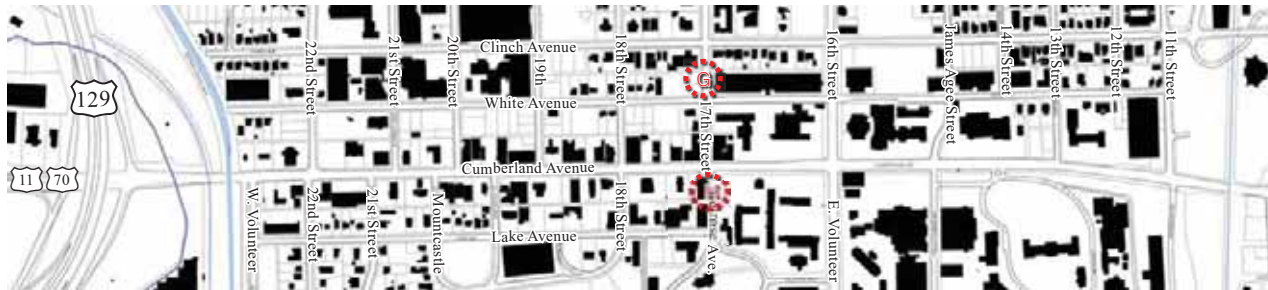 Clinch Avenue
22nd Street
21st Street
20th Street
19th
18th Street
16th Street
James Agee Street
14th Street
13th Street
12th Street
11th Street
G
129
White Avenue
17th Street
Cumberland Avenue
11
70
W. Volunteer
22nd Street
21st Street
Mountcastle
18th Street
Ave.
E. Volunteer
Lake Avenue